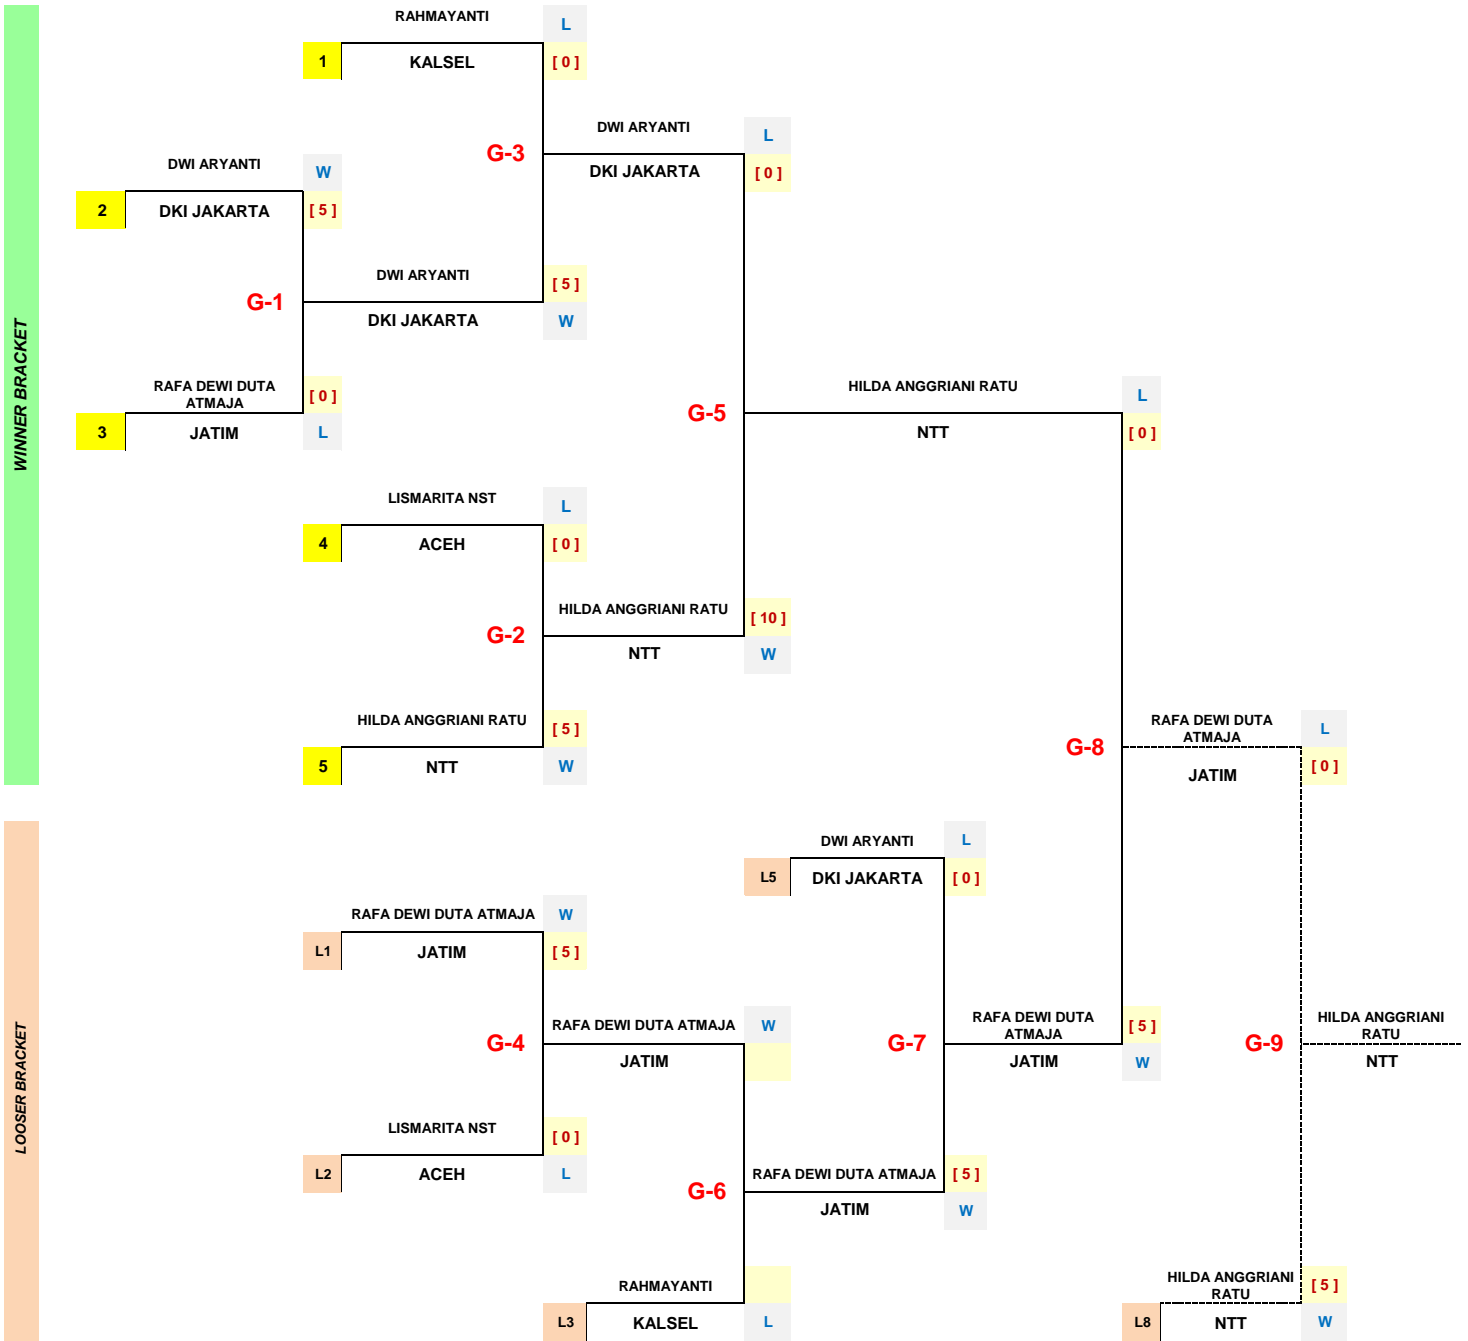 WINNER BRACKET
RAHMAYANTI
L
1
KALSEL
[ 0 ]
G-3
DWI ARYANTI
L
DKI JAKARTA
[ 0 ]
DWI ARYANTI
W
2
DKI JAKARTA
[ 5 ]
G-1
DWI ARYANTI
[ 5 ]
DKI JAKARTA
W
RAFA DEWI DUTA
ATMAJA
[ 0 ]
3
JATIM
L
G-5
HILDA ANGGRIANI RATU
L
NTT
[ 0 ]
LISMARITA NST
L
4
ACEH
[ 0 ]
G-2
HILDA ANGGRIANI RATU
[ 10 ]
NTT
W
HILDA ANGGRIANI RATU
[ 5 ]
5
NTT
W
G-8
RAFA DEWI DUTA
ATMAJA
L
JATIM
[ 0 ]
LOOSER BRACKET
DWI ARYANTI
L
L5
DKI JAKARTA
[ 0 ]
RAFA DEWI DUTA ATMAJA
W
L1
JATIM
[ 5 ]
G-4
RAFA DEWI DUTA ATMAJA
W
JATIM
G-7
RAFA DEWI DUTA
ATMAJA
[ 5 ]
JATIM
W
G-9
HILDA ANGGRIANI
RATU
NTT
LISMARITA NST
[ 0 ]
L2
ACEH
L
G-6
RAFA DEWI DUTA ATMAJA
[ 5 ]
JATIM
W
RAHMAYANTI
L3
KALSEL
L
HILDA ANGGRIANI
RATU
[ 5 ]
L8
NTT
W